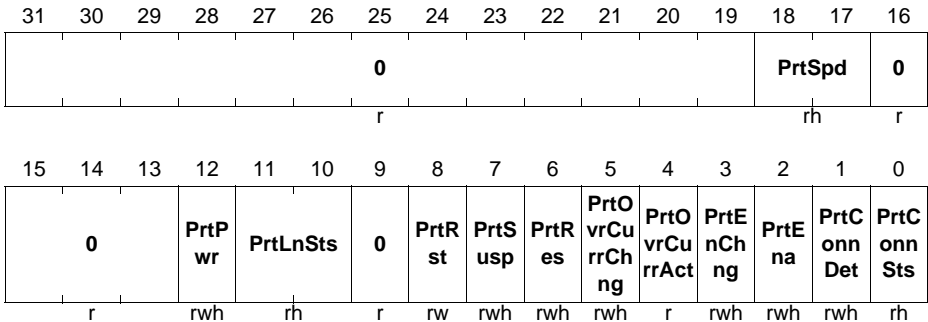 31 30 29 28 27 26 25 24 23 22 21 20 19 18 17 16
0 PrtSpd 0
r rh r
15 14 13 12 11 10 9 8 7 6 5 4 3 2 1 0
0 PrtP wr PrtLnSts 0 PrtR st PrtS usp PrtR es PrtO vrCu rrCh ng PrtO vrCu rrAct PrtE nCh ng PrtE na PrtC onn Det PrtC onn Sts
r rwh rh r rw rwh rwh rwh r rwh rwh rwh rh